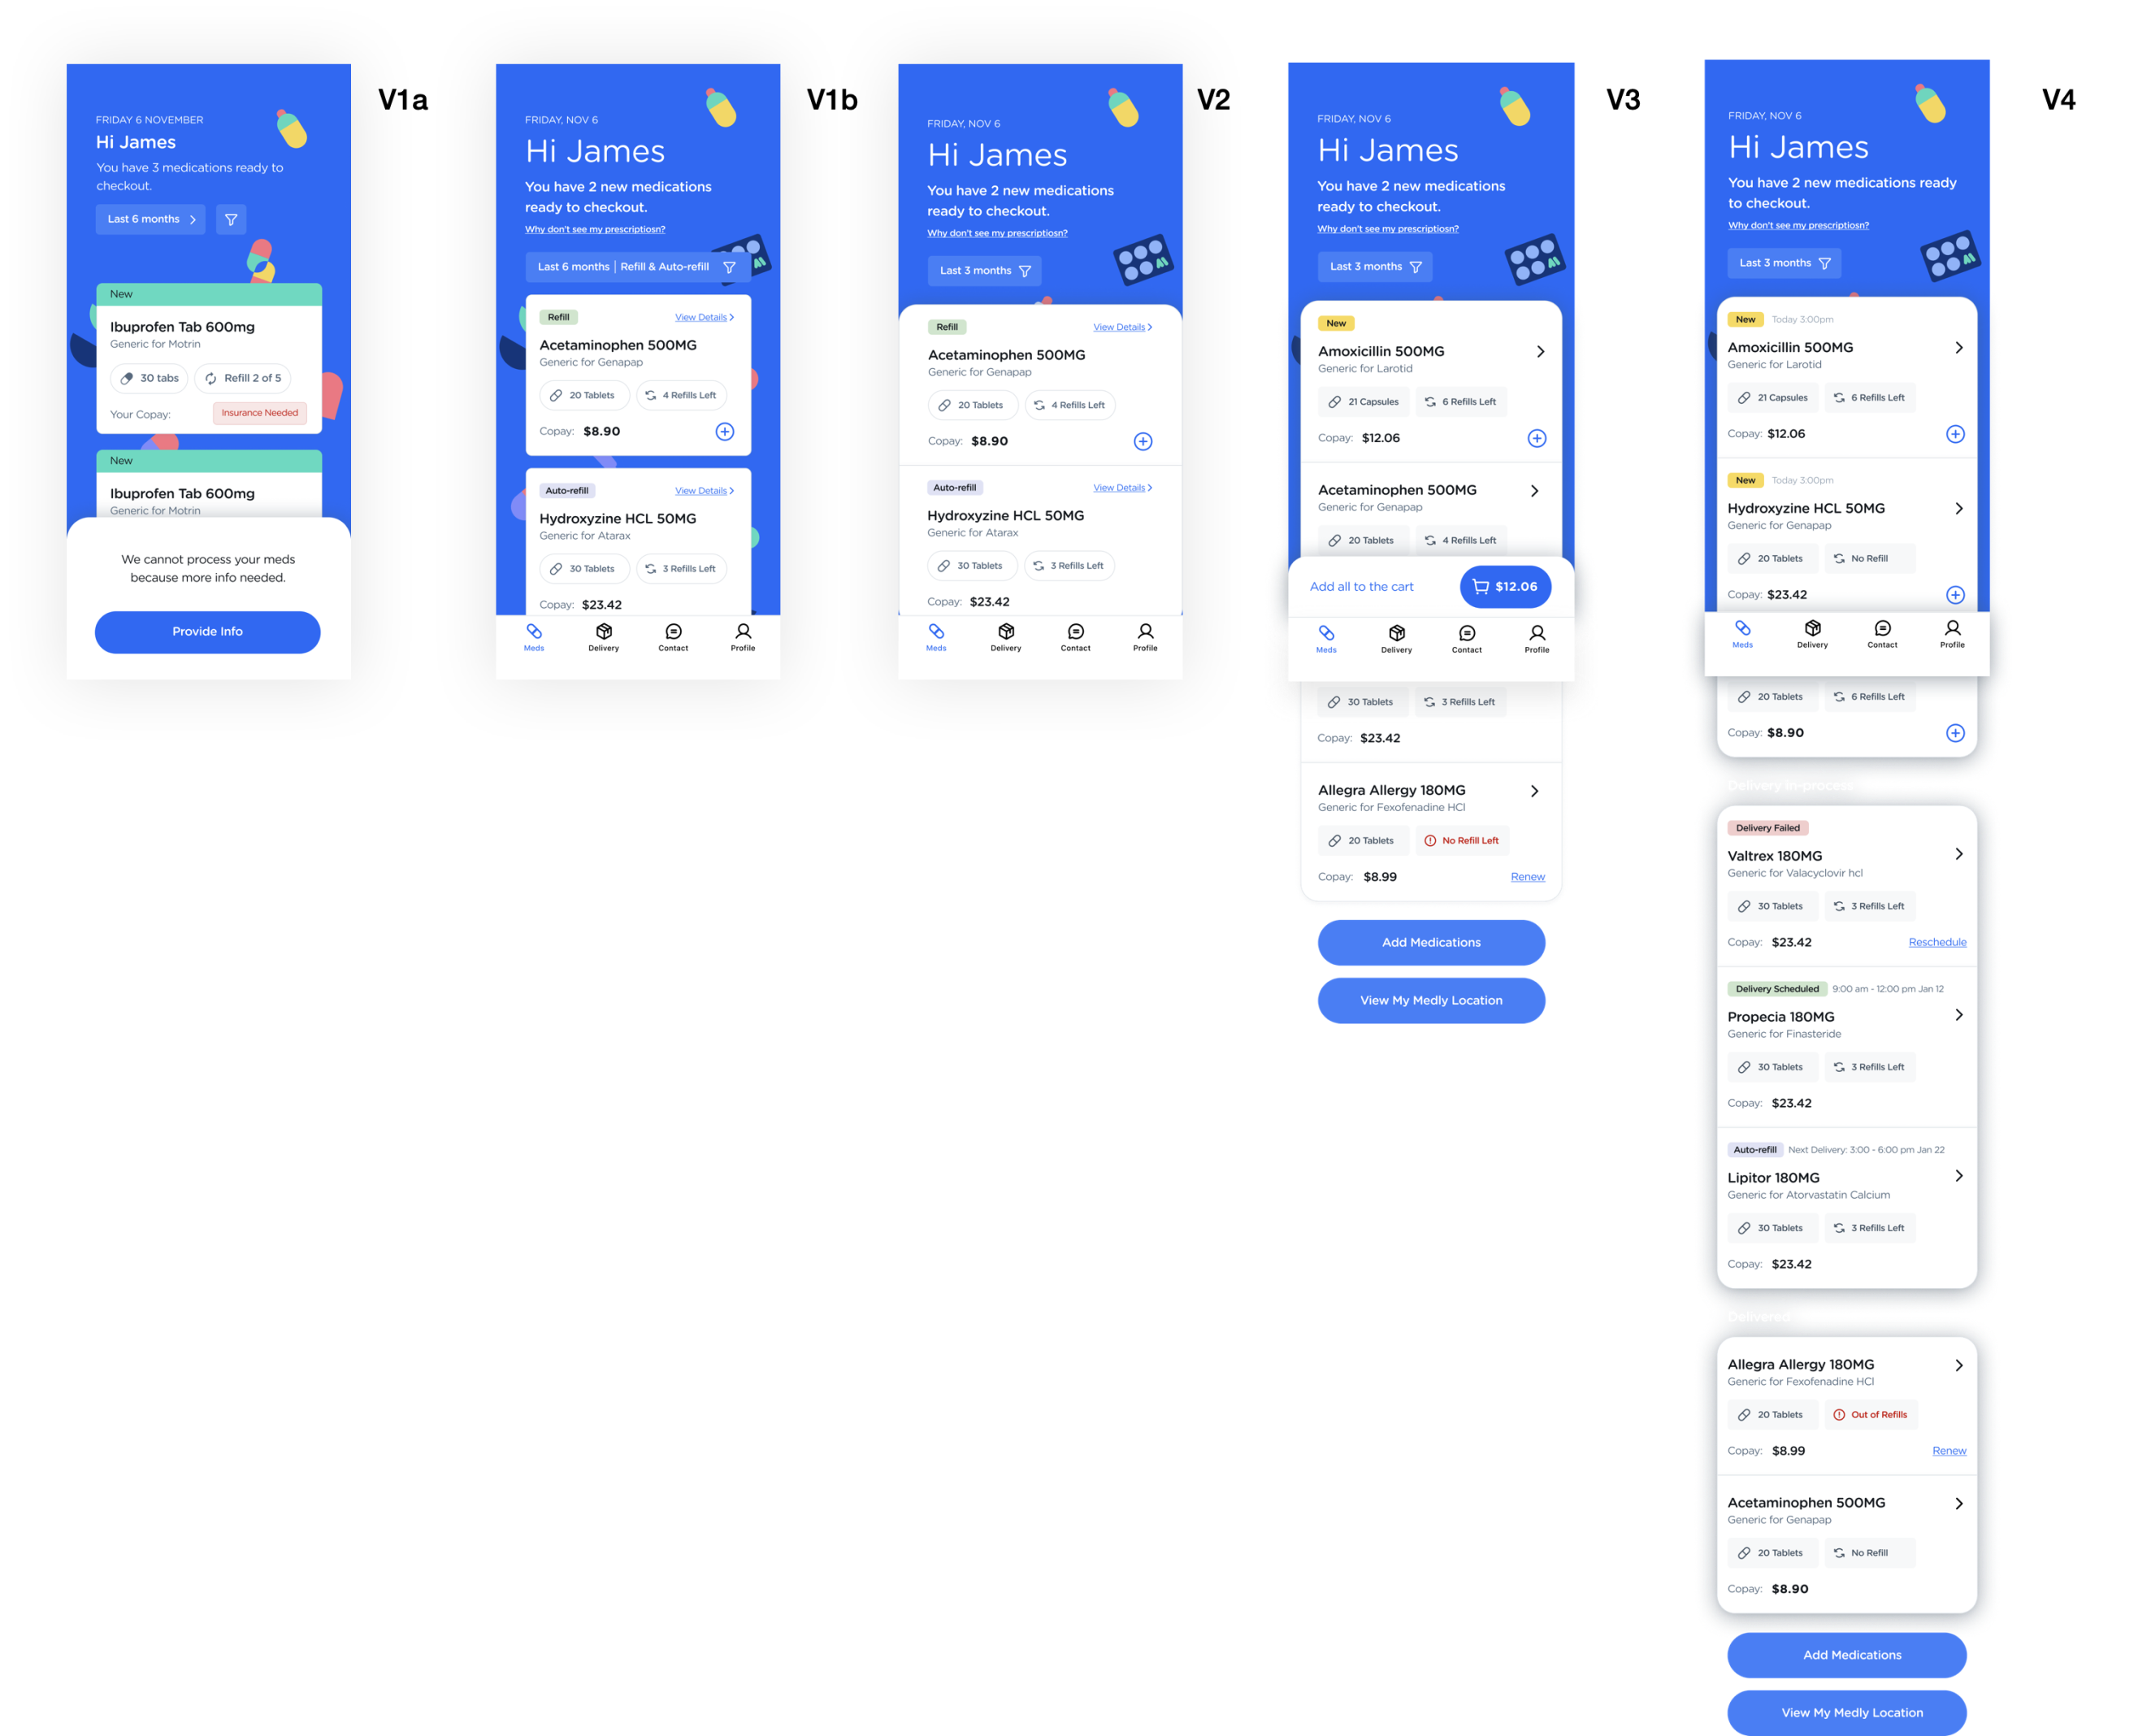 V1a
FRIDAY 6 NOVEMBER
Hi James
You have 3 medications ready to
checkout.
Last 6 months
New
Ibuprofen Tab 600mg
Generic for Motrin
30 tabs
Refill 2 of 5
Your Copay:
Insurance Needed
New
Ibuprofen Tab 600mg
Generic for Motrin
We cannot process your meds
because more info needed.
Provide Info
V1b
FRIDAY, NOV 6
Hi James
You have 2 new medications
ready to checkout.
Why don't see my prescriptiosn?
Last 6 months | Refill & Auto-refill
Refill
View Details
Acetaminophen 500MG
Generic for Genapap
20 Tablets
4 Refills Left
Copay: $8.90
Auto-refill
View Details
Hydroxyzine HCL 50MG
Generic for Atarax
30 Tablets
3 Refills Left
Copay: $23.42
Meds
Delivery
Contact
Profile
V2
FRIDAY, NOV 6
Hi James
You have 2 new medications
ready to checkout.
Why don't see my prescriptiosn?
Last 3 months
Refill
View Details
Acetaminophen 500MG
Generic for Genapap
20 Tablets
4 Refills Left
Copay: $8.90
Auto-refill
View Details
Hydroxyzine HCL 50MG
Generic for Atarax
30 Tablets
3 Refills Left
Copay: $23.42
Meds
Delivery
Contact
Profile
V3
FRIDAY, NOV 6
Hi James
You have 2 new medications
ready to checkout.
Why don't see my prescriptiosn?
Last 3 months
New
Amoxicillin 500MG
Generic for Larotid
21 Capsules
6 Refills Left
Copay: $12.06
Acetaminophen 500MG
Generic for Genapap
20 Tablets
4 Refills Left
Add all to the cart
$12.06
Meds
Delivery
Contact
Profile
30 Tablets
3 Refills Left
Copay: $23.42
Allegra Allergy 180MG
Generic for Fexofenadine HCl
20 Tablets
No Refill Left
Copay: $8.99
Renew
Add Medications
View My Medly Location
V4
FRIDAY, NOV 6
Hi James
You have 2 new medications ready
to checkout.
Why don't see my prescriptiosn?
Last 3 months
New
Today 3:00pm
Amoxicillin 500MG
Generic for Larotid
21 Capsules
6 Refills Left
Copay: $12.06
New
Today 3:00pm
Hydroxyzine HCL 50MG
Generic for Genapap
20 Tablets
No Refill
Copay: $23.42
Meds
Delivery
Contact
Profile
20 Tablets
6 Refills Left
Copay: $8.90
Delivery In-process
Delivery Failed
Valtrex 180MG
Generic for Valacyclovir hcl
30 Tablets
3 Refills Left
Copay: $23.42
Reschedule
Delivery Scheduled
9:00 am - 12:00 pm Jan 12
Propecia 180MG
Generic for Finasteride
30 Tablets
3 Refills Left
Copay: $23.42
Auto-refill
Next Delivery: 3:00 - 6:00 pm Jan 22
Lipitor 180MG
Generic for Atorvastatin Calcium
30 Tablets
3 Refills Left
Copay: $23.42
Delivered
Allegra Allergy 180MG
Generic for Fexofenadine HCl
20 Tablets
Out of Refills
Copay: $8.99
Renew
Acetaminophen 500MG
Generic for Genapap
20 Tablets
No Refill
Copay: $8.90
Add Medications
View My Medly Location